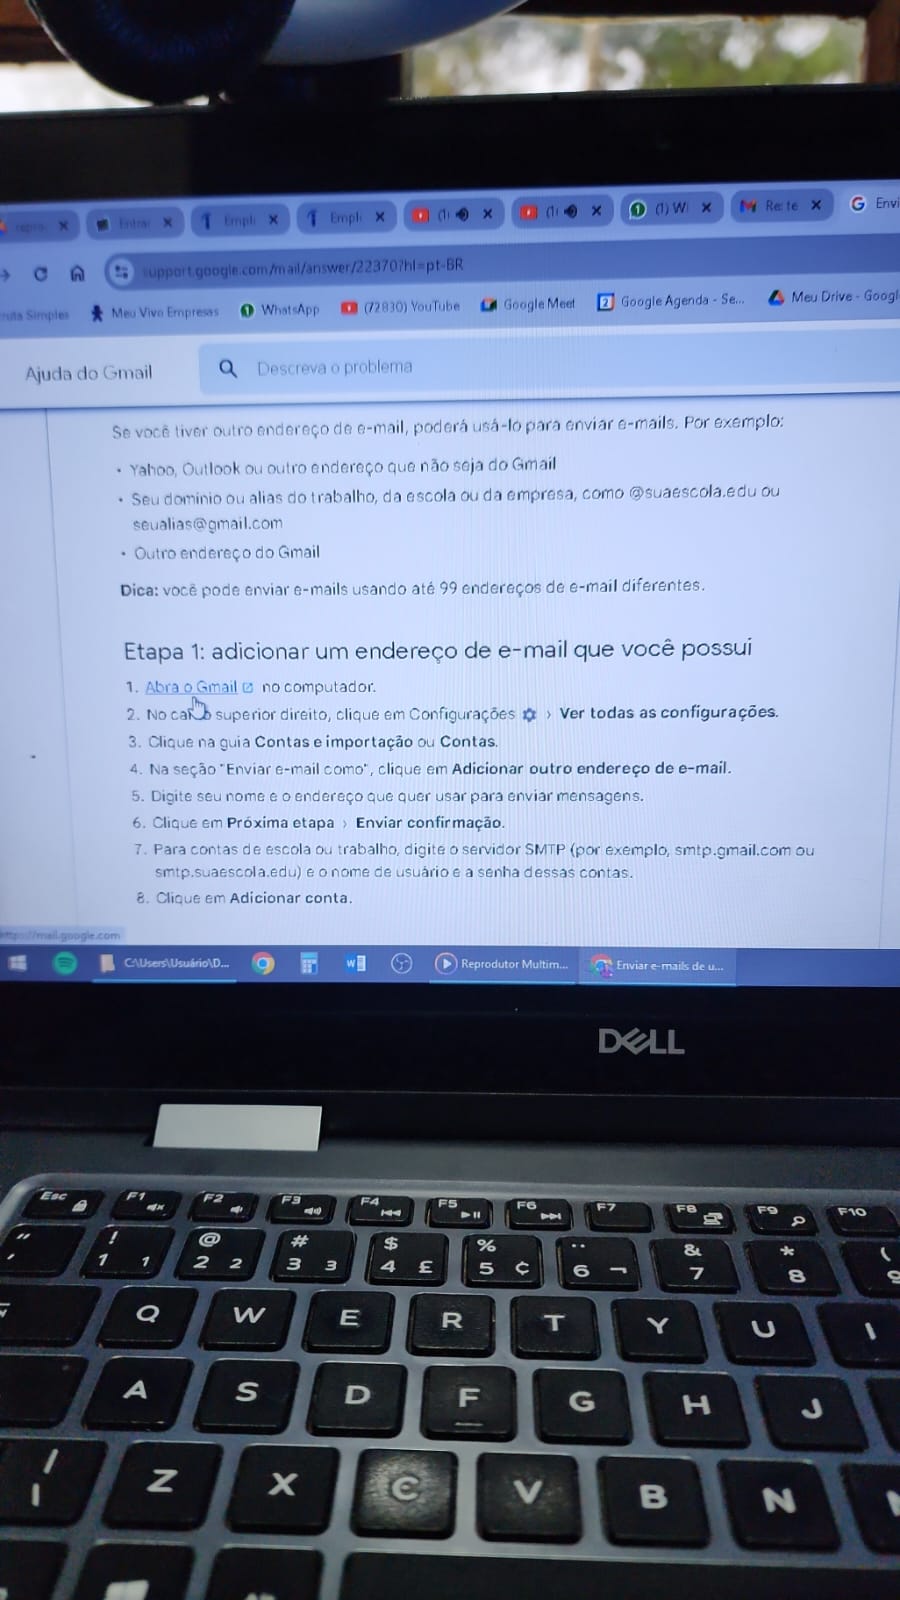 Entrar
Empli
Empli
(1)
(1)
(1) W
Re: te
Envi
support.google.com/mail/answer/22370?hl=pt-BR
ruta Simples
Meu Vivo Empresas
WhatsApp
(72830) YouTube
Google Meet
Google Agenda - Se...
Meu Drive - Googl
Ajuda do Gmail
Descreva o problema
Se você tiver outro endereço de e-mail, poderá usá-lo para enviar e-mails. Por exemplo:
• Yahoo, Outlook ou outro endereço que não seja do Gmail
• Seu domínio ou alias do trabalho, da escola ou da empresa, como @suaescola.edu ou
seualias@gmail.com
• Outro endereço do Gmail
Dica: você pode enviar e-mails usando até 99 endereços de e-mail diferentes.
Etapa 1: adicionar um endereço de e-mail que você possui
1. Abra o Gmail no computador.
2. No superior direito, clique em Configurações > Ver todas as configurações.
3. Clique na guia Contas e importação ou Contas.
4. Na seção "Enviar e-mail como", clique em Adicionar outro endereço de e-mail.
5. Digite seu nome e o endereço que quer usar para enviar mensagens.
6. Clique em Próxima etapa > Enviar confirmação.
7. Para contas de escola ou trabalho, digite o servidor SMTP (por exemplo, smtp.gmail.com ou
smtp.suaescola.edu) e o nome de usuário e a senha dessas contas.
8. Clique em Adicionar conta.
https://mail.google.com
C:\Users\Usuário\D...
Reprodutor Multim...
Enviar e-mails de u...
DELL
Esc F1 F2 F3 F4 F5 F6 F7 F8 F9 F10
! @ # $ % ¨ & * (
1 1 2 2 3 3 4 £ 5 ¢ 6 ¬ 7 8 9
Q W E R T Y U I
A S D F G H J
Z X C V B N